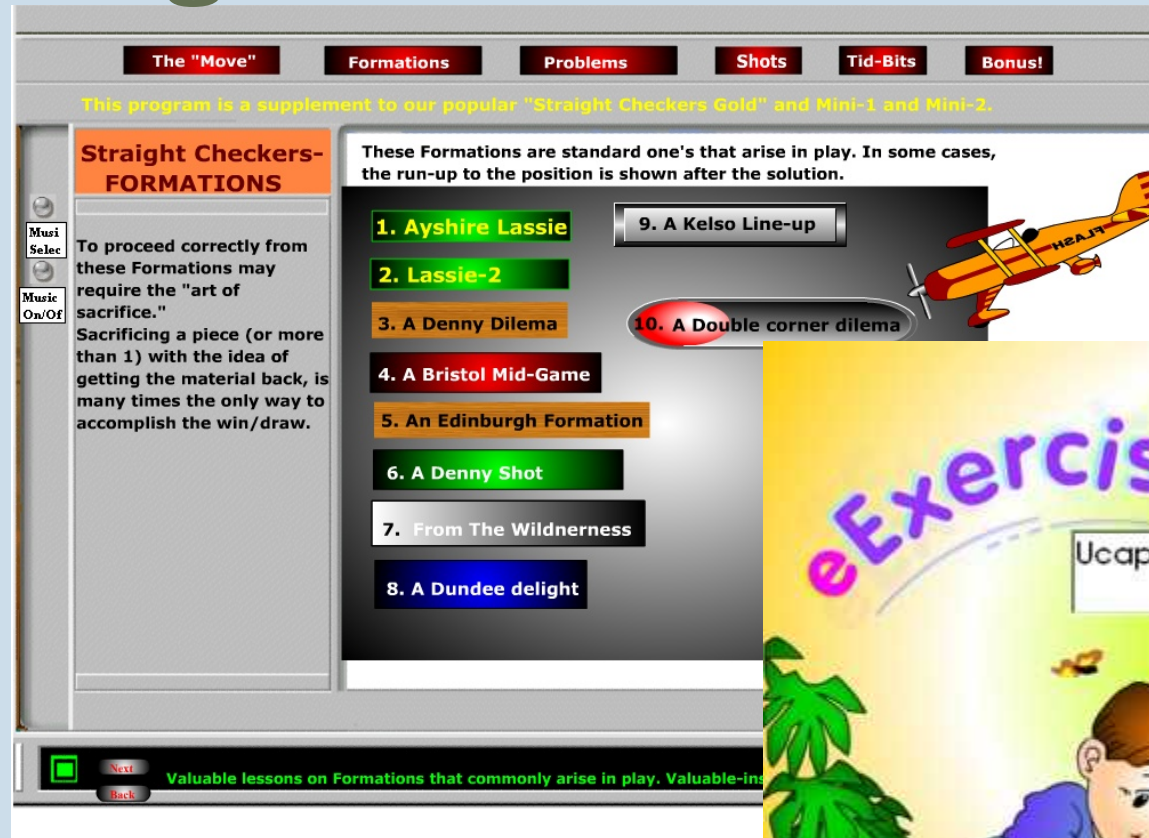 The "Move" Formations Problems Shots Tid-Bits Bonus!
This program is a supplement to our popular "Straight Checkers Gold" and Mini-1 and Mini-2.
Straight Checkers-
FORMATIONS
Musi
Selec
Music
On/Of
To proceed correctly from
these Formations may
require the "art of
sacrifice."
Sacrificing a piece (or more
than 1) with the idea of
getting the material back, is
many times the only way to
accomplish the win/draw.
These Formations are standard one's that arise in play. In some cases,
the run-up to the position is shown after the solution.
1. Ayshire Lassie
2. Lassie-2
3. A Denny Dilema
4. A Bristol Mid-Game
5. An Edinburgh Formation
6. A Denny Shot
7. From The Wildnerness
8. A Dundee delight
9. A Kelso Line-up
10. A Double corner dilema
FLASH
eExercis
Ucap
Next
Back
Valuable lessons on Formations that commonly arise in play. Valuable-ins